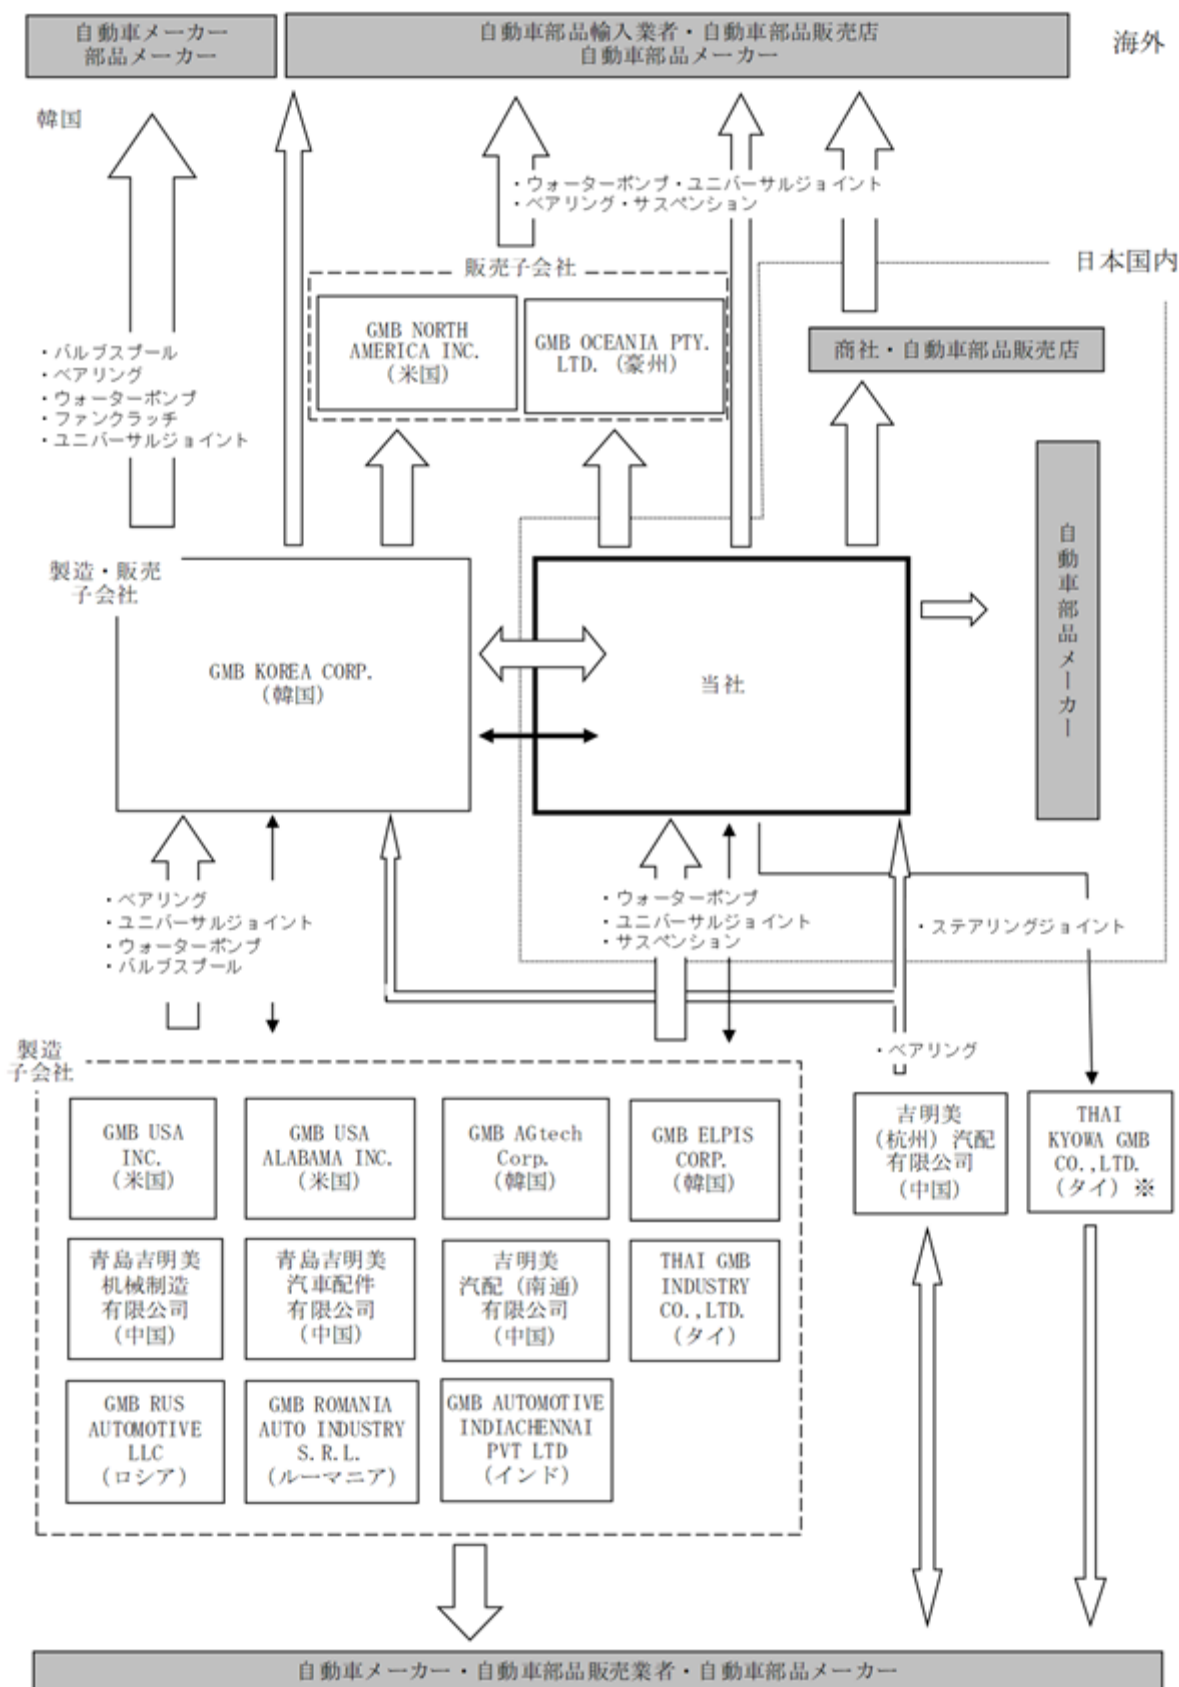 自動車メーカー
部品メーカー
自動車部品輸入業者・自動車部品販売店
自動車部品メーカー
海外
韓国
・ウォーターポンプ・ユニバーサルジョイント
・ベアリング・サスペンション
日本国内
販売子会社
GMB NORTH
AMERICA INC.
（米国）
GMB OCEANIA PTY.
LTD.（豪州）
商社・自動車部品販売店
・バルブスプール
・ベアリング
・ウォーターポンプ
・ファンクラッチ
・ユニバーサルジョイント
製造・販売
子会社
GMB KOREA CORP.
（韓国）
当社
自動車部品メーカー
・ベアリング
・ユニバーサルジョイント
・ウォーターポンプ
・バルブスプール
・ウォーターポンプ
・ユニバーサルジョイント
・サスペンション
・ステアリングジョイント
・ベアリング
製造
子会社
GMB USA
INC.
（米国）
GMB USA
ALABAMA INC.
（米国）
GMB AGtech
Corp.
（韓国）
GMB ELPIS
CORP.
（韓国）
吉明美
（杭州）汽配
有限公司
（中国）
THAI
KYOWA GMB
CO.,LTD.
（タイ）※
青島吉明美
机械制造
有限公司
（中国）
青島吉明美
汽車配件
有限公司
（中国）
吉明美
汽配（南通）
有限公司
（中国）
THAI GMB
INDUSTRY
CO.,LTD.
（タイ）
GMB RUS
AUTOMOTIVE
LLC
（ロシア）
GMB ROMANIA
AUTO INDUSTRY
S.R.L.
（ルーマニア）
GMB AUTOMOTIVE
INDIACHENNAI
PVT LTD
（インド）
自動車メーカー・自動車部品販売業者・自動車部品メーカー